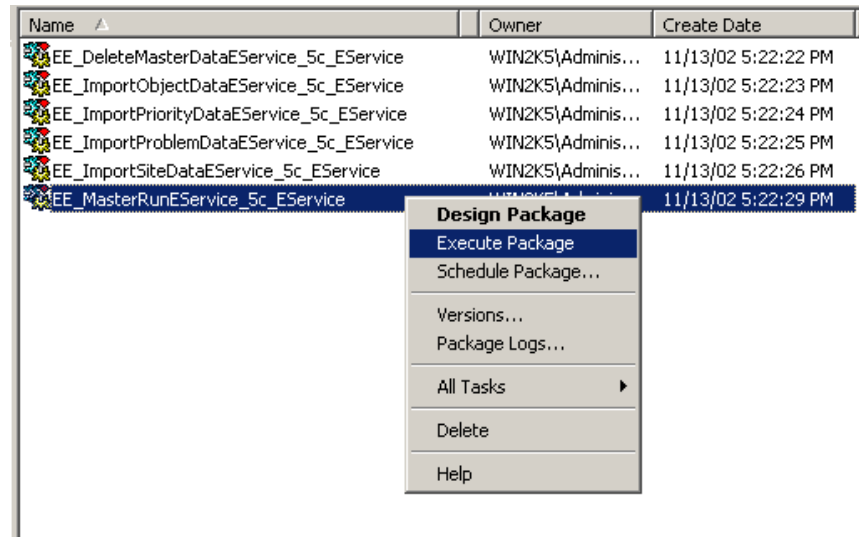 Name Owner Create Date
EE_DeleteMasterDataEService_5c_EService WIN2K5\Adminis... 11/13/02 5:22:22 PM
EE_ImportObjectDataEService_5c_EService WIN2K5\Adminis... 11/13/02 5:22:23 PM
EE_ImportPriorityDataEService_5c_EService WIN2K5\Adminis... 11/13/02 5:22:24 PM
EE_ImportProblemDataEService_5c_EService WIN2K5\Adminis... 11/13/02 5:22:25 PM
EE_ImportSiteDataEService_5c_EService WIN2K5\Adminis... 11/13/02 5:22:26 PM
EE_MasterRunEService_5c_EService 11/13/02 5:22:29 PM
Design Package
Execute Package
Schedule Package...
Versions...
Package Logs...
All Tasks
Delete
Help